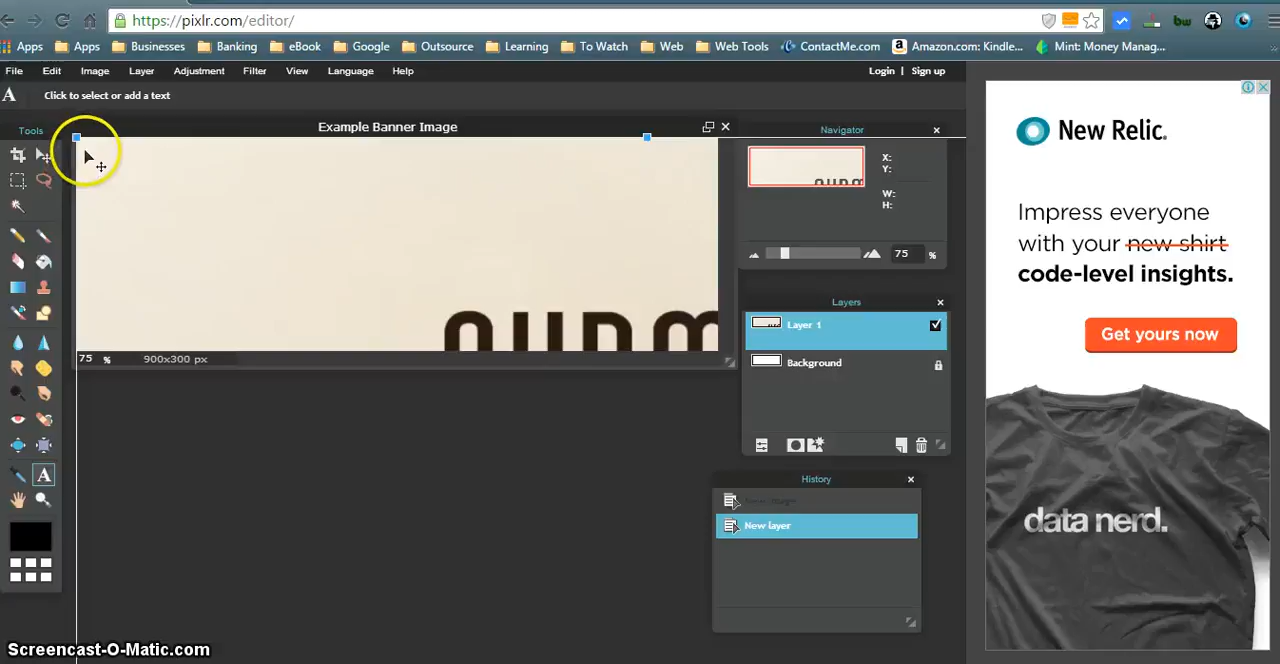 https://pixlr.com/editor/
Apps Apps Businesses Banking eBook Google Outsource Learning To Watch Web Web Tools ContactMe.com Amazon.com: Kindle... Mint: Money Manag...
File Edit Image Layer Adjustment Filter View Language Help Login | Sign up
A Click to select or add a text
Tools
Example Banner Image
Navigator
X:
Y:
W:
H:
75 %
75 % 900x300 px
Layers
Layer 1
Background
History
New layer
A
New Relic.
Impress everyone
with your new shirt
code-level insights.
Get yours now
data nerd.
Screencast-O-Matic.com